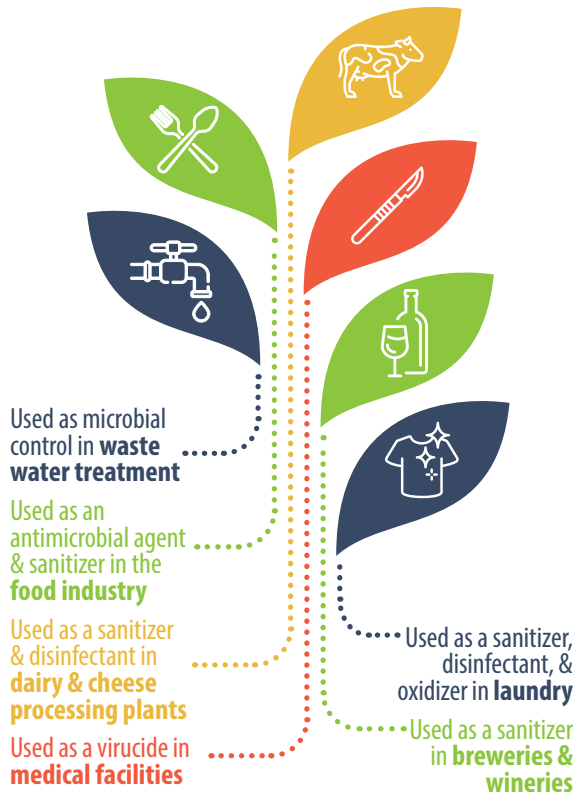 Used as microbial
control in waste
water treatment
Used as an
antimicrobial agent
& sanitizer in the
food industry
Used as a sanitizer
& disinfectant in
dairy & cheese
processing plants
Used as a virucide in
medical facilities
Used as a sanitizer,
disinfectant, &
oxidizer in laundry
Used as a sanitizer
in breweries &
wineries